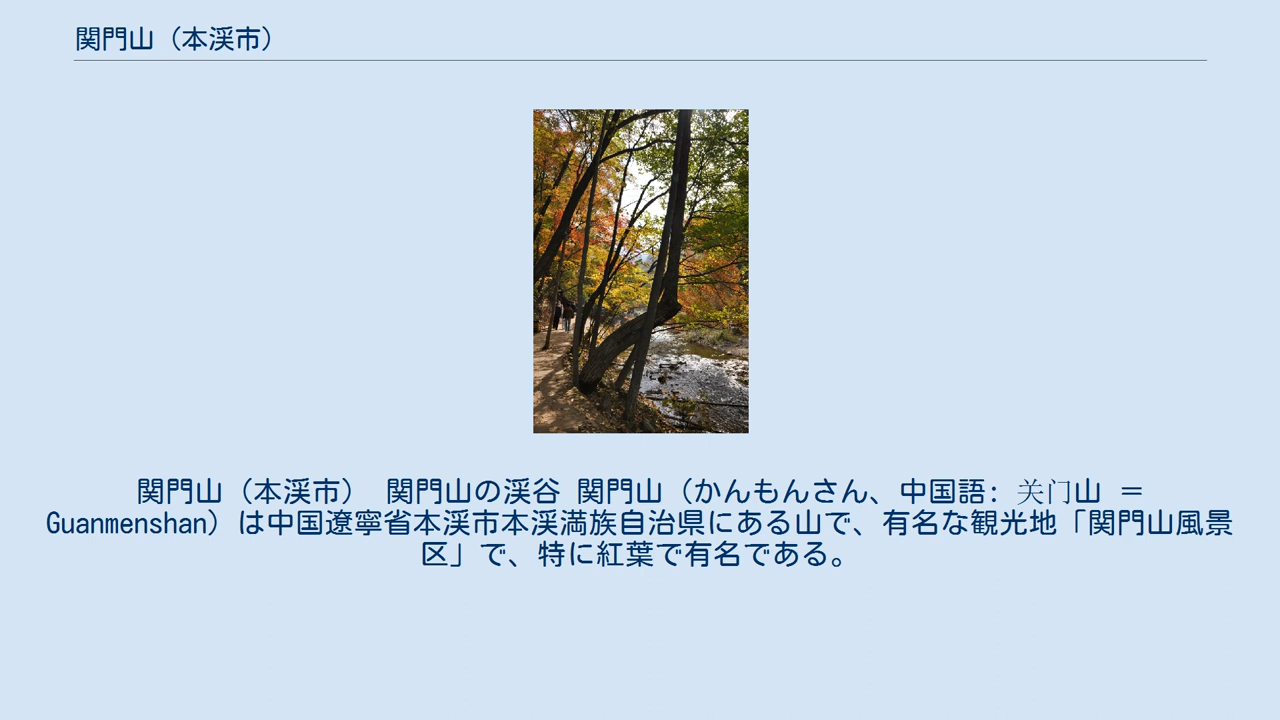 関門山（本渓市）
関門山（本渓市） 関門山の渓谷 関門山（かんもんさん、中国語: 关门山 ＝
Guanmenshan）は中国遼寧省本渓市本渓満族自治県にある山で、有名な観光地「関門山風景
区」で、特に紅葉で有名である。